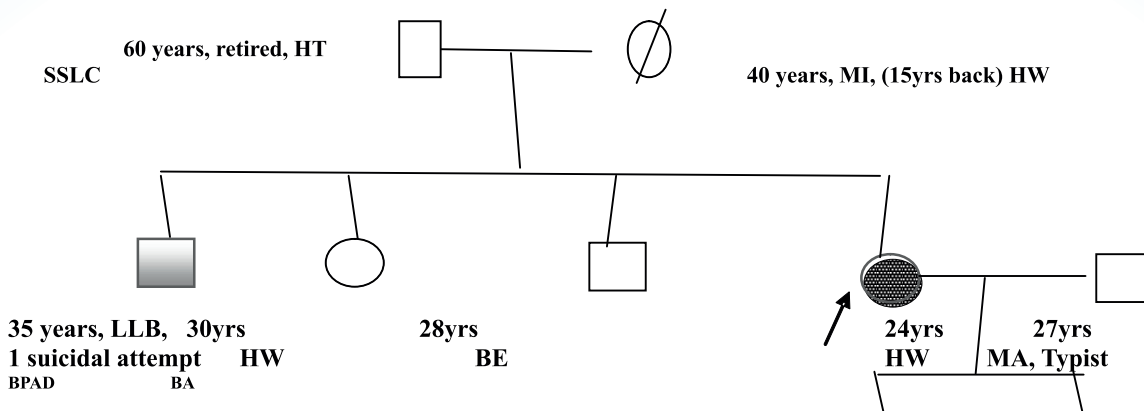 60 years, retired, HT
SSLC
40 years, MI, (15yrs back) HW
35 years, LLB, 30yrs 28yrs 24yrs 27yrs
1 suicidal attempt HW BE HW MA, Typist
BPAD BA